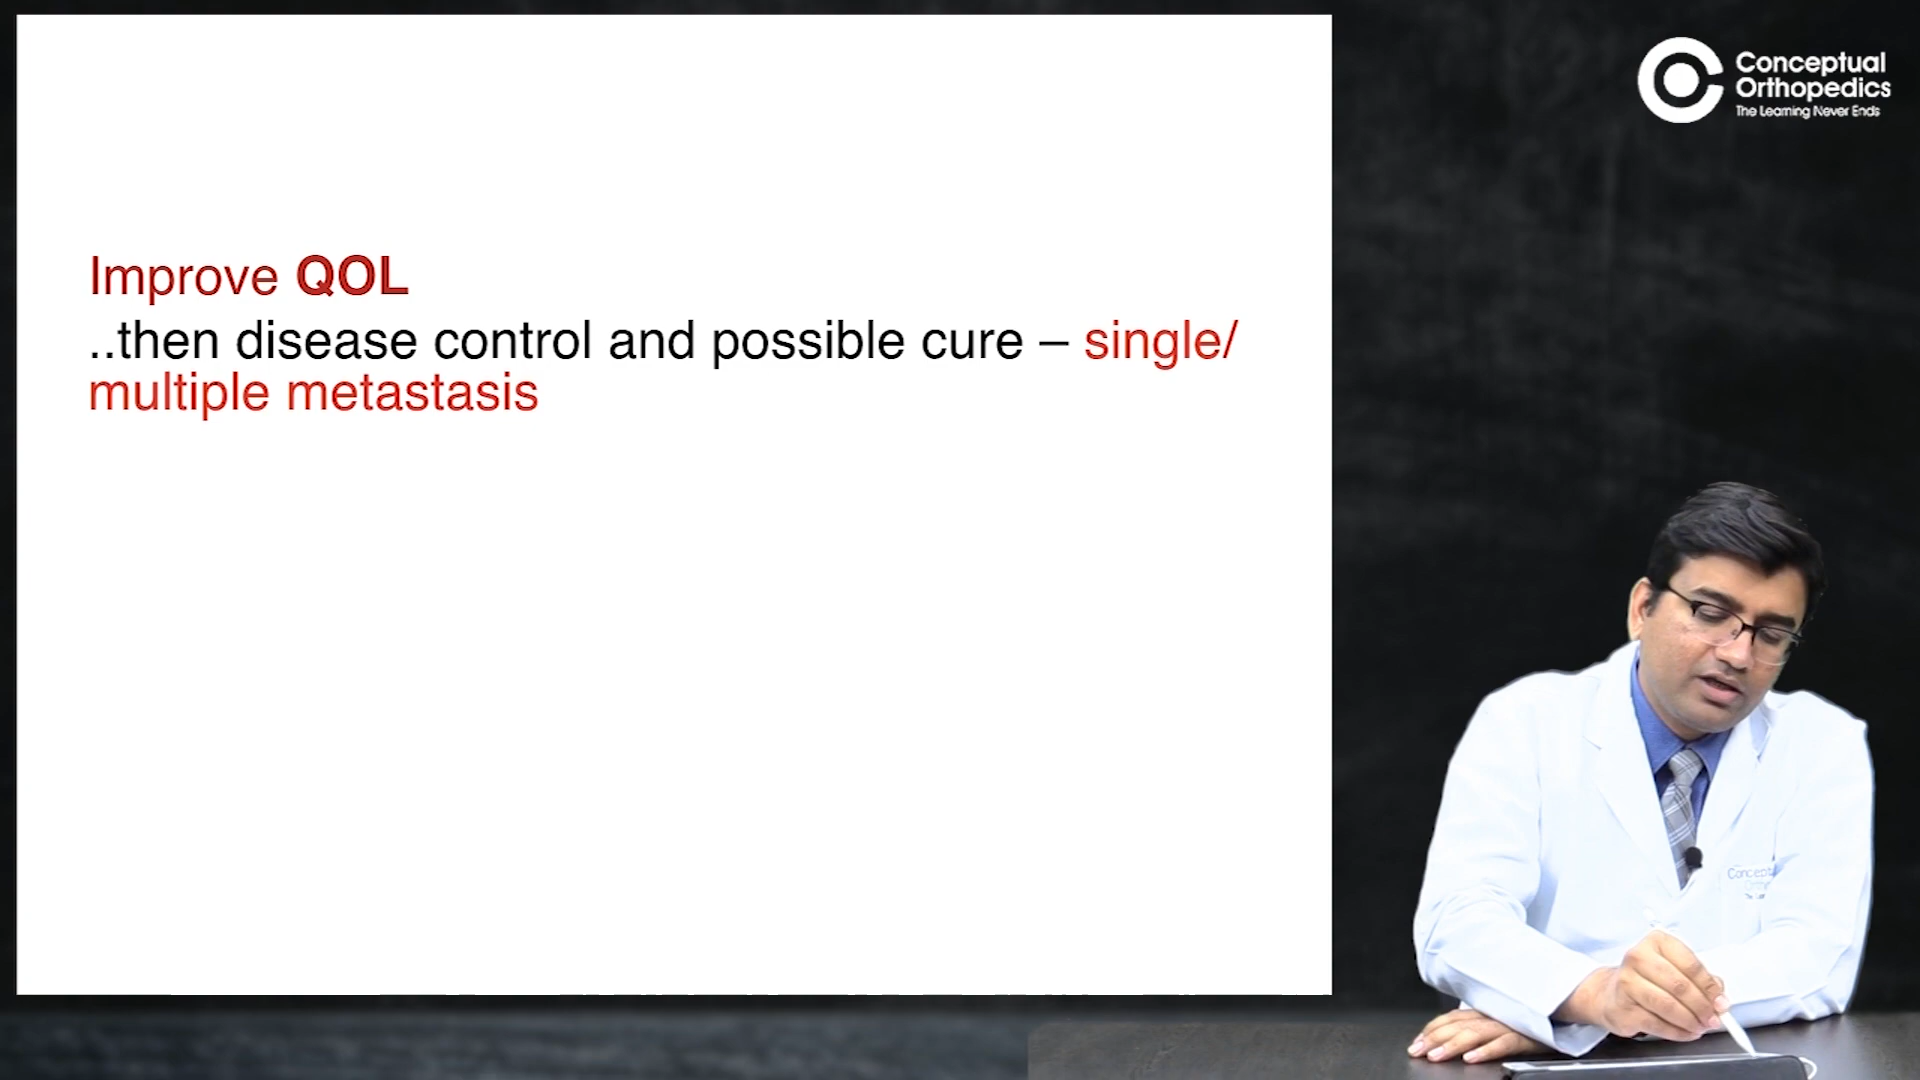 Conceptual
Orthopedics
The Learning Never Ends
Improve QOL
..then disease control and possible cure – single/
multiple metastasis